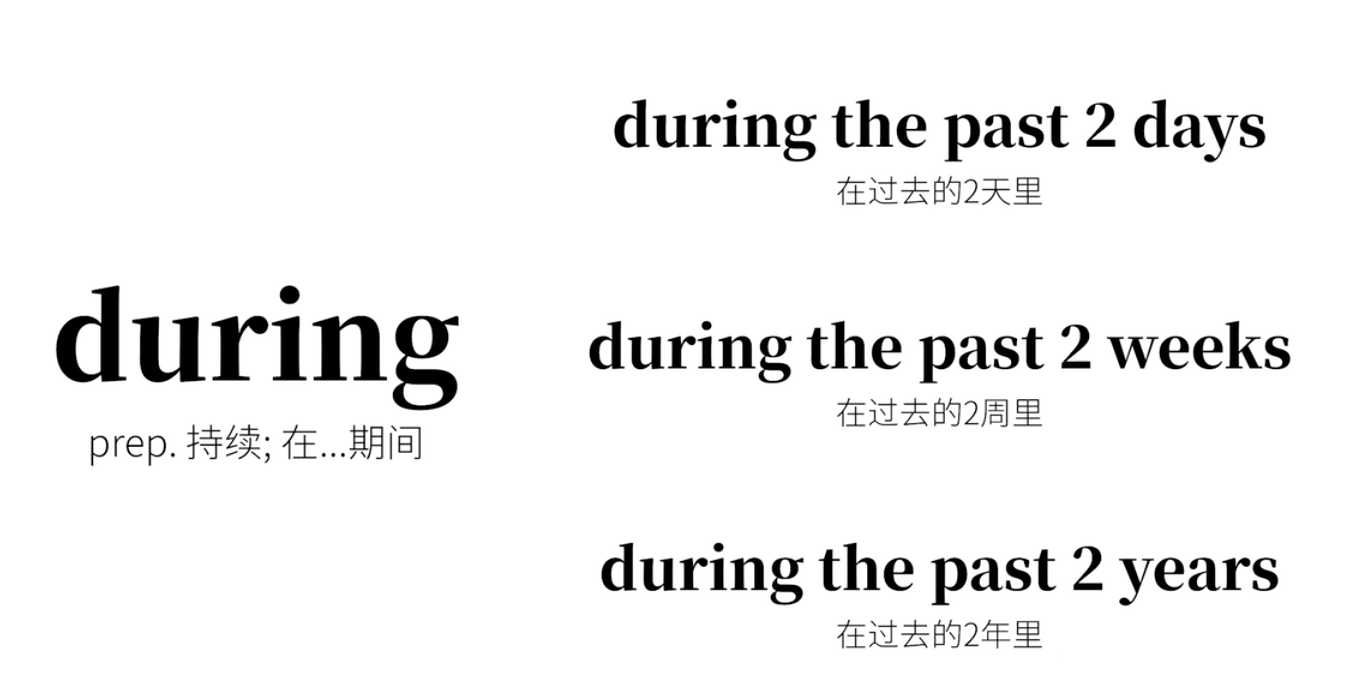 during
prep. 持续; 在...期间
during the past 2 days
在过去的2天里
during the past 2 weeks
在过去的2周里
during the past 2 years
在过去的2年里